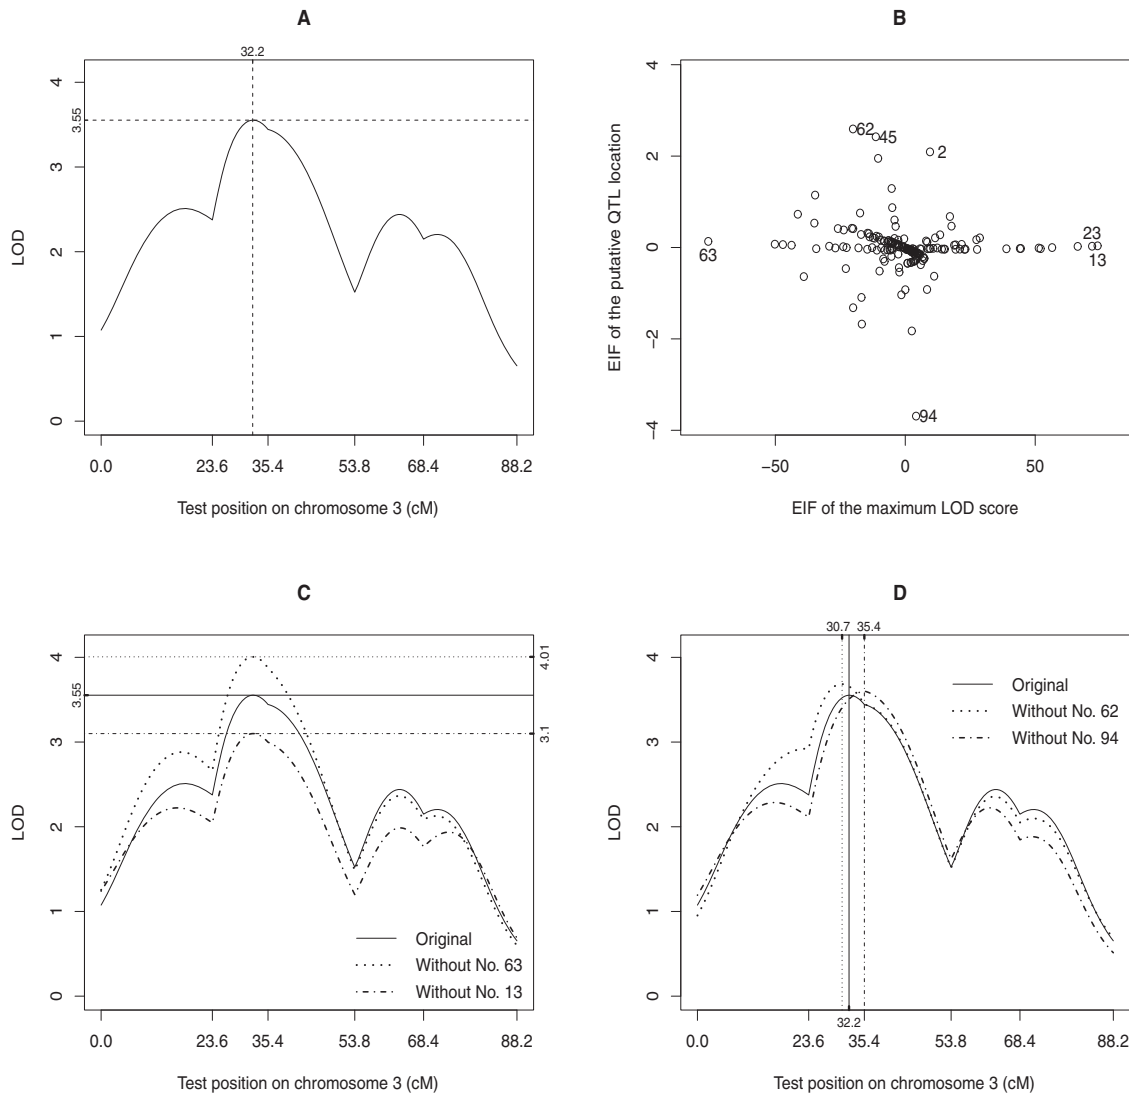 A
32.2
3.55
LOD
4
3
2
1
0
0.0 23.6 35.4 53.8 68.4 88.2
Test position on chromosome 3 (cM)
B
EIF of the putative QTL location
4
2
0
−2
−4
62
45
2
23
13
63
94
−50 0 50
EIF of the maximum LOD score
C
LOD
4
3
2
1
0
3.55
4.01
3.1
Original
Without No. 63
Without No. 13
0.0 23.6 35.4 53.8 68.4 88.2
Test position on chromosome 3 (cM)
D
30.7 35.4
LOD
4
3
2
1
0
Original
Without No. 62
Without No. 94
32.2
0.0 23.6 35.4 53.8 68.4 88.2
Test position on chromosome 3 (cM)